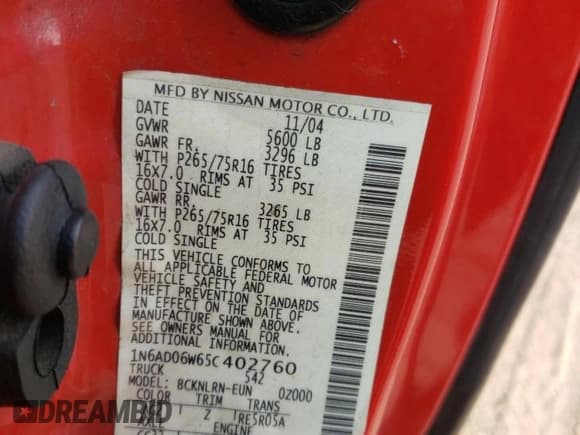 MFD BY NISSAN MOTOR CO., LTD.
DATE 11/04
GVWR 5600 LB
GAWR FR. 3296 LB
WITH P265/75R16 TIRES
16X7.0 RIMS AT 35 PSI
COLD SINGLE
GAWR RR. 3265 LB
WITH P265/75R16 TIRES
16X7.0 RIMS AT 35 PSI
COLD SINGLE
THIS VEHICLE CONFORMS TO
ALL APPLICABLE FEDERAL MOTOR
VEHICLE SAFETY AND
THEFT PREVENTION STANDARDS
IN EFFECT ON THE DATE OF
MANUFACTURE SHOWN ABOVE.
SEE OWNERS MANUAL FOR
ADDITIONAL INFORMATION.
1N6AD06W65C402760
TRUCK 542
MODEL: BCKNLRN-EUN 0200A
COLOR TRIM TRANS
Z RE5R05A
ENGINE
DREAMBID